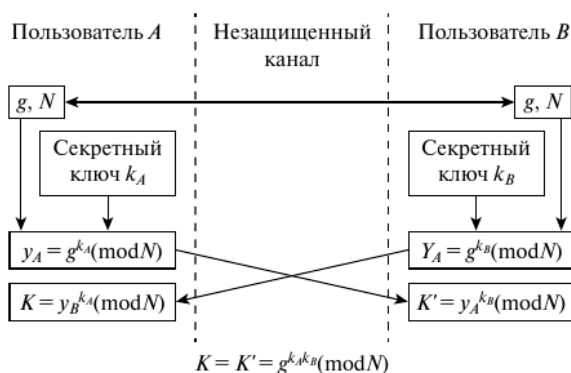 Пользователь A
Незащищенный
канал
Пользователь B
g, N
g, N
Секретный
ключ k_A
Секретный
ключ k_B
y_A = g^{k_A}(modN)
Y_A = g^{k_B}(modN)
K = y_B^{k_A}(modN)
K' = y_A^{k_B}(modN)
K = K' = g^{k_A k_B}(modN)